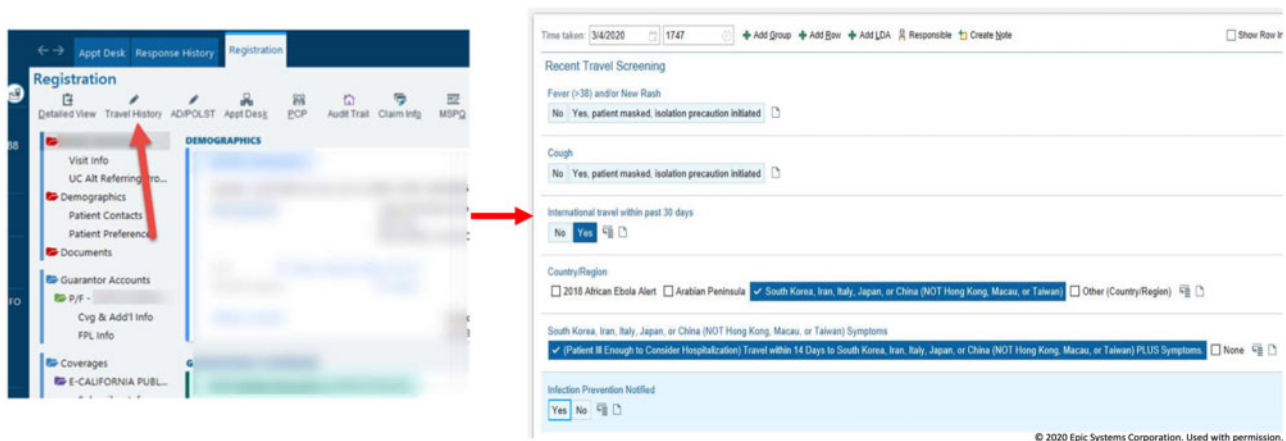 Appt Desk Response History Registration
Registration
Detailed View Travel History AD/POLST Appt Desk PCP Audit Trail Claim Info MSPQ
88
DEMOGRAPHICS
Visit Info
UC Alt Referring Pro...
Demographics
Patient Contacts
Patient Preference
Documents
Guarantor Accounts
FO
P/F -
Cvg & Add'l Info
FPL Info
Coverages
E-CALIFORNIA PUBL...
Time taken: 3/4/2020 1747 Add Group Add Row Add LDA Responsible Create Note Show Row In
Recent Travel Screening
Fever (>38) and/or New Rash
No Yes, patient masked, isolation precaution initiated
Cough
No Yes, patient masked, isolation precaution initiated
International travel within past 30 days
No Yes
Country/Region
2018 African Ebola Alert Arabian Peninsula South Korea, Iran, Italy, Japan, or China (NOT Hong Kong, Macau, or Taiwan) Other (Country/Region)
South Korea, Iran, Italy, Japan, or China (NOT Hong Kong, Macau, or Taiwan) Symptoms
(Patient Ill Enough to Consider Hospitalization) Travel within 14 Days to South Korea, Iran, Italy, Japan, or China (NOT Hong Kong, Macau, or Taiwan) PLUS Symptoms. None
Infection Prevention Notified
Yes No
© 2020 Epic Systems Corporation. Used with permission.